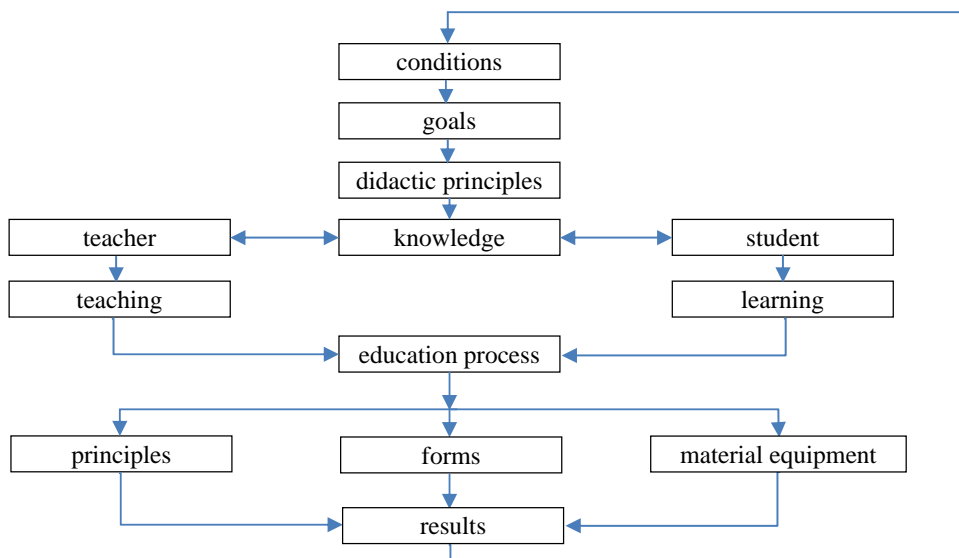 conditions
goals
didactic principles
teacher
knowledge
student
teaching
learning
education process
principles
forms
material equipment
results